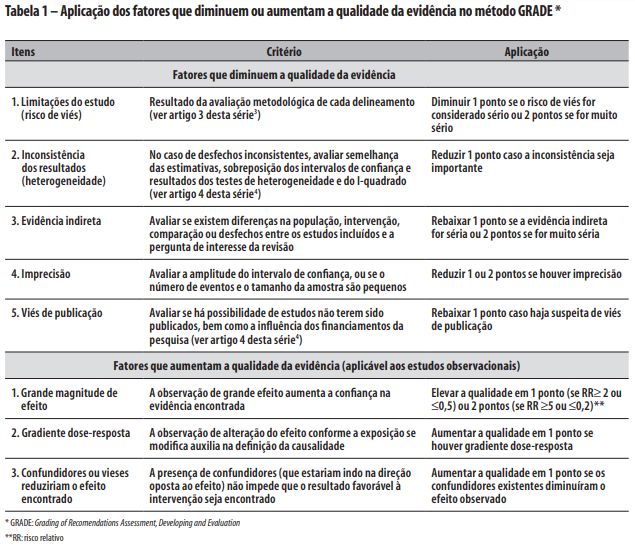 Tabela 1 – Aplicação dos fatores que diminuem ou aumentam a qualidade da evidência no método GRADE *
Itens Critério Aplicação
Fatores que diminuem a qualidade da evidência
1. Limitações do estudo
(risco de viés)
Resultado da avaliação metodológica de cada delineamento
(ver artigo 3 desta série³)
Diminuir 1 ponto se o risco de viés for
considerado sério ou 2 pontos se for muito
sério
2. Inconsistência
dos resultados
(heterogeneidade)
No caso de desfechos inconsistentes, avaliar semelhança
das estimativas, sobreposição dos intervalos de confiança e
resultados dos testes de heterogeneidade e do I-quadrado
(ver artigo 4 desta série⁴)
Reduzir 1 ponto caso a inconsistência seja
importante
3. Evidência indireta
Avaliar se existem diferenças na população, intervenção,
comparação ou desfechos entre os estudos incluídos e a
pergunta de interesse da revisão
Rebaixar 1 ponto se a evidência indireta
for séria ou 2 pontos se for muito séria
4. Imprecisão
Avaliar a amplitude do intervalo de confiança, ou se o
número de eventos e o tamanho da amostra são pequenos
Reduzir 1 ou 2 pontos se houver imprecisão
5. Viés de publicação
Avaliar se há possibilidade de estudos não terem sido
publicados, bem como a influência dos financiamentos da
pesquisa (ver artigo 4 desta série⁴)
Rebaixar 1 ponto caso haja suspeita de viés
de publicação
Fatores que aumentam a qualidade da evidência (aplicável aos estudos observacionais)
1. Grande magnitude de
efeito
A observação de grande efeito aumenta a confiança na
evidência encontrada
Elevar a qualidade em 1 ponto (se RR≥ 2 ou
≤0,5) ou 2 pontos (se RR ≥5 ou ≤0,2)**
2. Gradiente dose-resposta
A observação de alteração do efeito conforme a exposição se
modifica auxilia na definição da causalidade
Aumentar a qualidade em 1 ponto se
houver gradiente dose-resposta
3. Confundidores ou vieses
reduziriam o efeito
encontrado
A presença de confundidores (que estariam indo na direção
oposta ao efeito) não impede que o resultado favorável à
intervenção seja encontrado
Aumentar a qualidade em 1 ponto se os
confundidores existentes diminuíram o
efeito observado
* GRADE: Grading of Recomendations Assessment, Developing and Evaluation
**RR: risco relativo